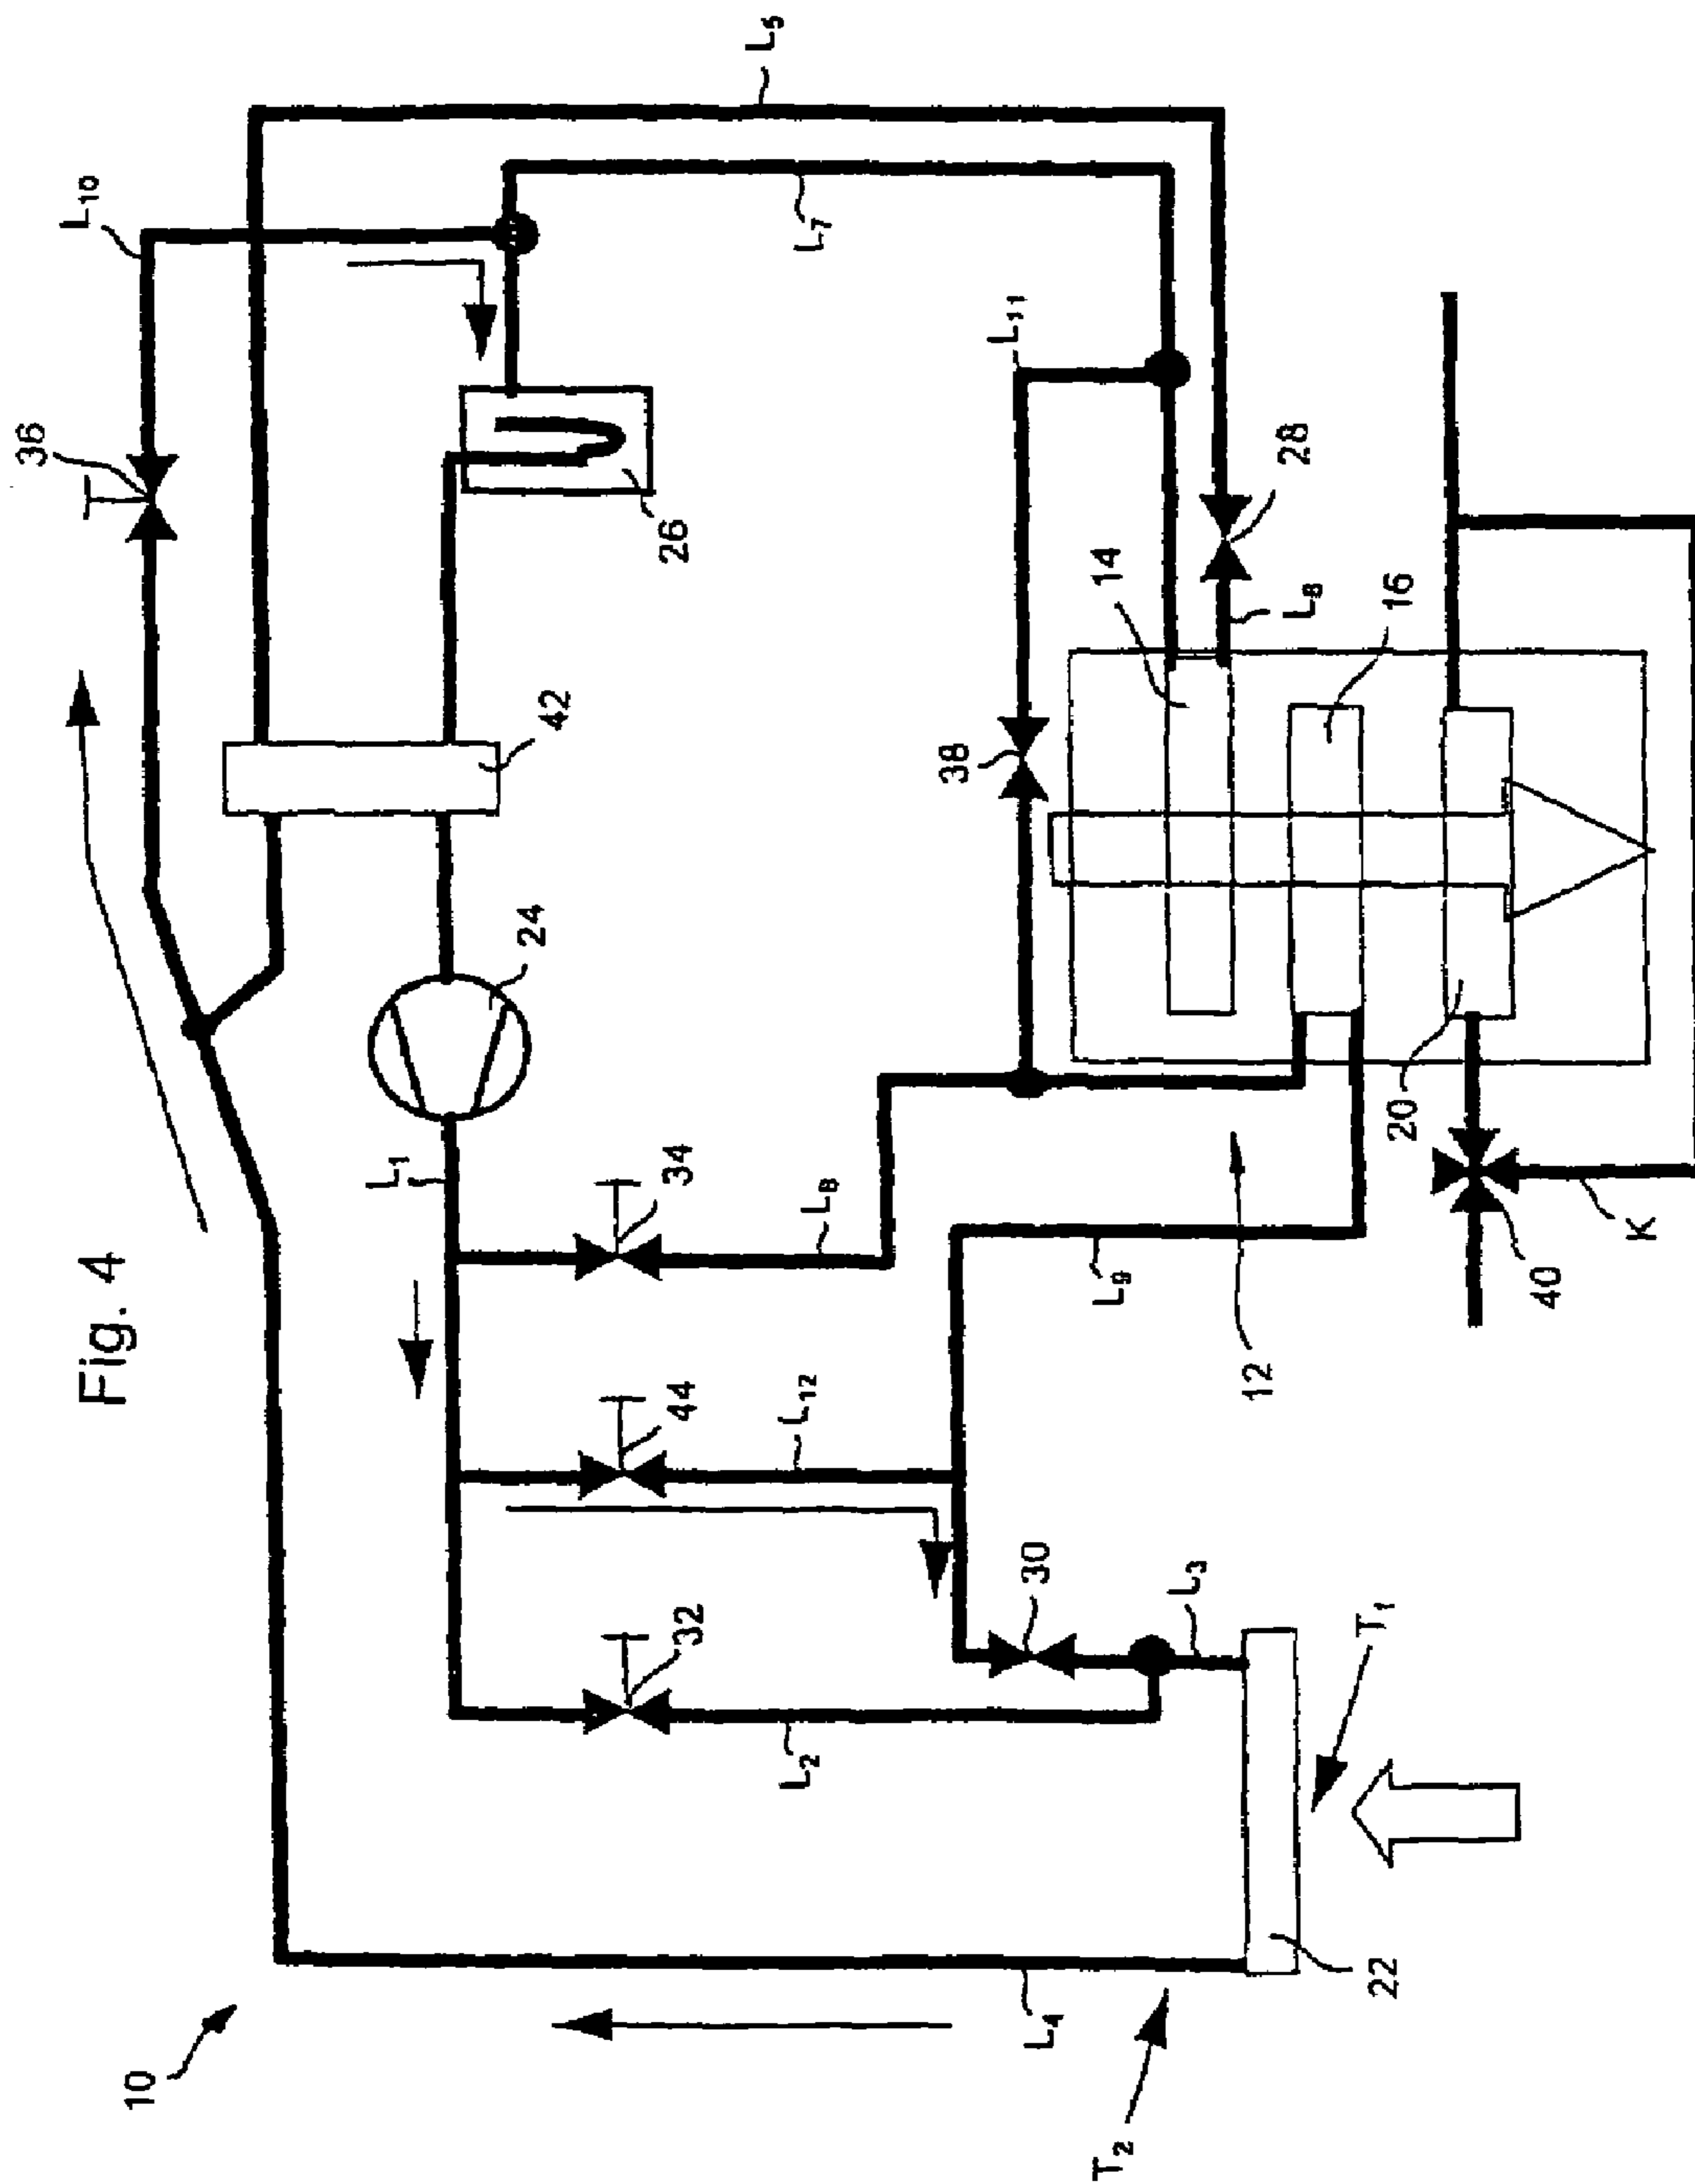 Fig. 4
10
L₁₀
36
L₅
42
24
26
L₇
L₁
34
L₈
44
L₁₂
32
L₂
30
L₃
L₉
12
L₁₁
38
14
28
L₈
16
20
K
40
T₁
22
L₄
T₂